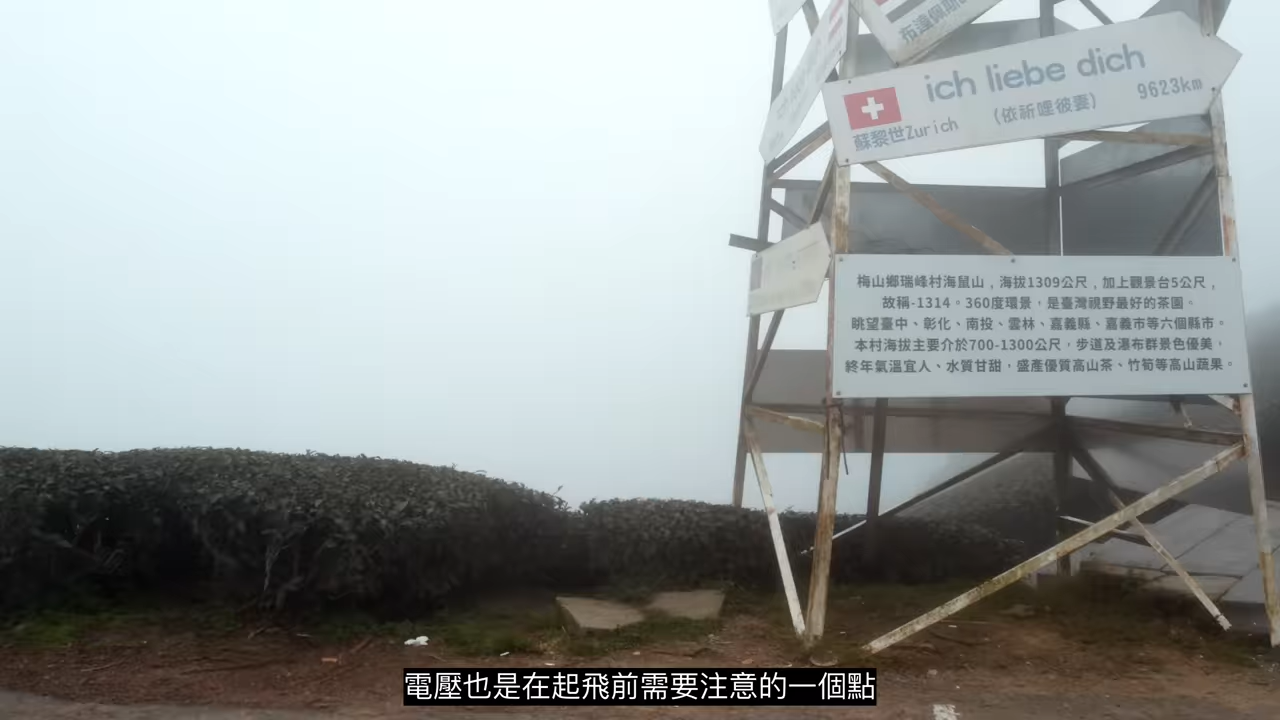 布達佩斯
ich liebe dich
9623km
(依祈哩彼妻)
蘇黎世Zurich
梅山鄉瑞峰村海鼠山，海拔1309公尺，加上觀景台5公尺，
故稱-1314。360度環景，是臺灣視野最好的茶園。
眺望臺中、彰化、南投、雲林、嘉義縣、嘉義市等六個縣市。
本村海拔主要介於700-1300公尺，步道及瀑布群景色優美，
終年氣溫宜人、水質甘甜，盛產優質高山茶、竹筍等高山蔬果。
電壓也是在起飛前需要注意的一個點